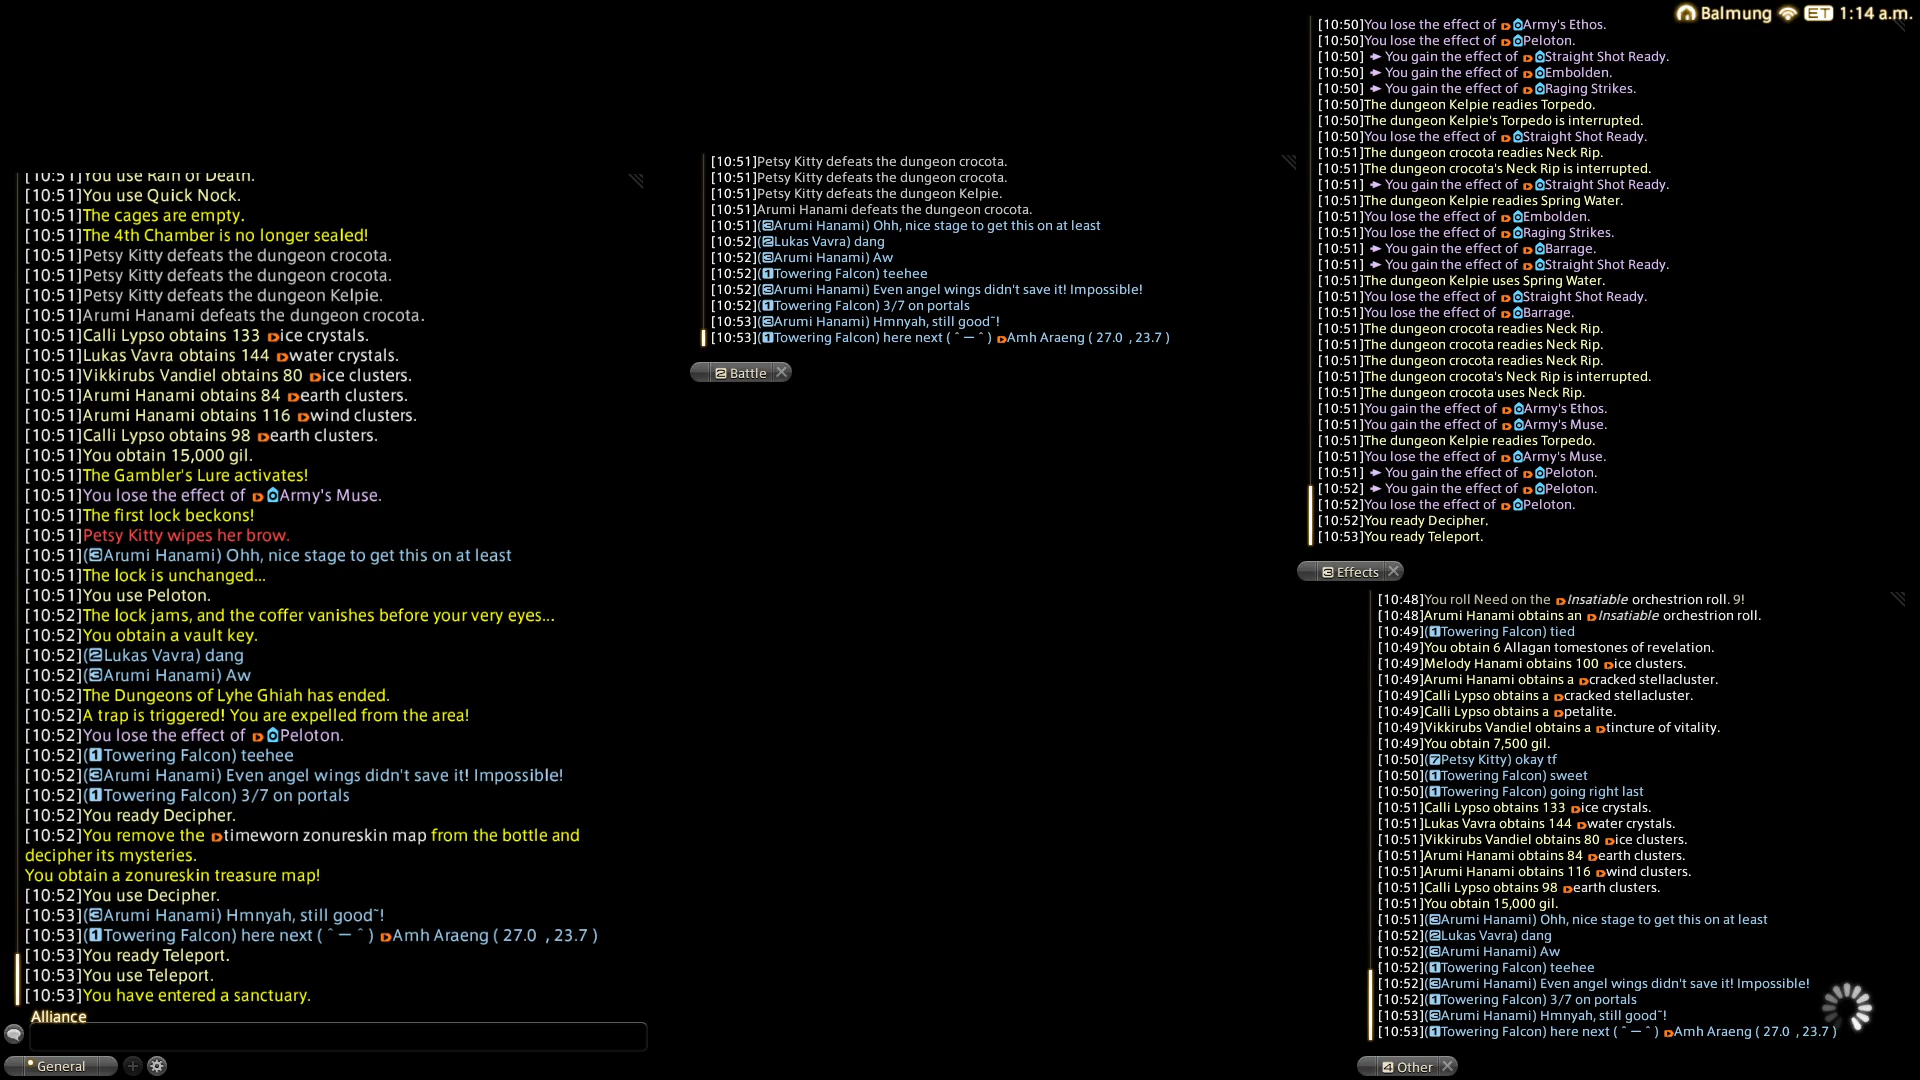 Balmung ET 1:14 a.m.
[10:51]You use Rain of Death.
[10:51]You use Quick Nock.
[10:51]The cages are empty.
[10:51]The 4th Chamber is no longer sealed!
[10:51]Petsy Kitty defeats the dungeon crocota.
[10:51]Petsy Kitty defeats the dungeon crocota.
[10:51]Petsy Kitty defeats the dungeon Kelpie.
[10:51]Arumi Hanami defeats the dungeon crocota.
[10:51]Calli Lypso obtains 133 ice crystals.
[10:51]Lukas Vavra obtains 144 water crystals.
[10:51]Vikkirubs Vandiel obtains 80 ice clusters.
[10:51]Arumi Hanami obtains 84 earth clusters.
[10:51]Arumi Hanami obtains 116 wind clusters.
[10:51]Calli Lypso obtains 98 earth clusters.
[10:51]You obtain 15,000 gil.
[10:51]The Gambler's Lure activates!
[10:51]You lose the effect of Army's Muse.
[10:51]The first lock beckons!
[10:51]Petsy Kitty wipes her brow.
[10:51](3Arumi Hanami) Ohh, nice stage to get this on at least
[10:51]The lock is unchanged...
[10:51]You use Peloton.
[10:52]The lock jams, and the coffer vanishes before your very eyes...
[10:52]You obtain a vault key.
[10:52](2Lukas Vavra) dang
[10:52](3Arumi Hanami) Aw
[10:52]The Dungeons of Lyhe Ghiah has ended.
[10:52]A trap is triggered! You are expelled from the area!
[10:52]You lose the effect of Peloton.
[10:52](1Towering Falcon) teehee
[10:52](3Arumi Hanami) Even angel wings didn't save it! Impossible!
[10:52](1Towering Falcon) 3/7 on portals
[10:52]You ready Decipher.
[10:52]You remove the timeworn zonureskin map from the bottle and
decipher its mysteries.
You obtain a zonureskin treasure map!
[10:52]You use Decipher.
[10:53](3Arumi Hanami) Hmnyah, still good~!
[10:53](1Towering Falcon) here next ( ˆ — ˆ ) Amh Araeng ( 27.0 , 23.7 )
[10:53]You ready Teleport.
[10:53]You use Teleport.
[10:53]You have entered a sanctuary.
Alliance
General
[10:51]Petsy Kitty defeats the dungeon crocota.
[10:51]Petsy Kitty defeats the dungeon crocota.
[10:51]Petsy Kitty defeats the dungeon Kelpie.
[10:51]Arumi Hanami defeats the dungeon crocota.
[10:51](3Arumi Hanami) Ohh, nice stage to get this on at least
[10:52](2Lukas Vavra) dang
[10:52](3Arumi Hanami) Aw
[10:52](1Towering Falcon) teehee
[10:52](3Arumi Hanami) Even angel wings didn't save it! Impossible!
[10:52](1Towering Falcon) 3/7 on portals
[10:53](3Arumi Hanami) Hmnyah, still good~!
[10:53](1Towering Falcon) here next ( ˆ — ˆ ) Amh Araeng ( 27.0 , 23.7 )
2 Battle
[10:50]You lose the effect of Army's Ethos.
[10:50]You lose the effect of Peloton.
[10:50] You gain the effect of Straight Shot Ready.
[10:50] You gain the effect of Embolden.
[10:50] You gain the effect of Raging Strikes.
[10:50]The dungeon Kelpie readies Torpedo.
[10:50]The dungeon Kelpie's Torpedo is interrupted.
[10:50]You lose the effect of Straight Shot Ready.
[10:51]The dungeon crocota readies Neck Rip.
[10:51]The dungeon crocota's Neck Rip is interrupted.
[10:51] You gain the effect of Straight Shot Ready.
[10:51]The dungeon Kelpie readies Spring Water.
[10:51]You lose the effect of Embolden.
[10:51]You lose the effect of Raging Strikes.
[10:51] You gain the effect of Barrage.
[10:51] You gain the effect of Straight Shot Ready.
[10:51]The dungeon Kelpie uses Spring Water.
[10:51]You lose the effect of Straight Shot Ready.
[10:51]You lose the effect of Barrage.
[10:51]The dungeon crocota readies Neck Rip.
[10:51]The dungeon crocota readies Neck Rip.
[10:51]The dungeon crocota readies Neck Rip.
[10:51]The dungeon crocota's Neck Rip is interrupted.
[10:51]The dungeon crocota uses Neck Rip.
[10:51]You gain the effect of Army's Ethos.
[10:51]You gain the effect of Army's Muse.
[10:51]The dungeon Kelpie readies Torpedo.
[10:51]You lose the effect of Army's Muse.
[10:51] You gain the effect of Peloton.
[10:52] You gain the effect of Peloton.
[10:52]You lose the effect of Peloton.
[10:52]You ready Decipher.
[10:53]You ready Teleport.
3 Effects
[10:48]You roll Need on the Insatiable orchestrion roll. 9!
[10:48]Arumi Hanami obtains an Insatiable orchestrion roll.
[10:49](1Towering Falcon) tied
[10:49]You obtain 6 Allagan tomestones of revelation.
[10:49]Melody Hanami obtains 100 ice clusters.
[10:49]Arumi Hanami obtains a cracked stellacluster.
[10:49]Calli Lypso obtains a cracked stellacluster.
[10:49]Calli Lypso obtains a petalite.
[10:49]Vikkirubs Vandiel obtains a tincture of vitality.
[10:49]You obtain 7,500 gil.
[10:50](7Petsy Kitty) okay tf
[10:50](1Towering Falcon) sweet
[10:50](1Towering Falcon) going right last
[10:51]Calli Lypso obtains 133 ice crystals.
[10:51]Lukas Vavra obtains 144 water crystals.
[10:51]Vikkirubs Vandiel obtains 80 ice clusters.
[10:51]Arumi Hanami obtains 84 earth clusters.
[10:51]Arumi Hanami obtains 116 wind clusters.
[10:51]Calli Lypso obtains 98 earth clusters.
[10:51]You obtain 15,000 gil.
[10:51](3Arumi Hanami) Ohh, nice stage to get this on at least
[10:52](2Lukas Vavra) dang
[10:52](3Arumi Hanami) Aw
[10:52](1Towering Falcon) teehee
[10:52](3Arumi Hanami) Even angel wings didn't save it! Impossible!
[10:52](1Towering Falcon) 3/7 on portals
[10:53](3Arumi Hanami) Hmnyah, still good~!
[10:53](1Towering Falcon) here next ( ˆ — ˆ ) Amh Araeng ( 27.0 , 23.7 )
4 Other